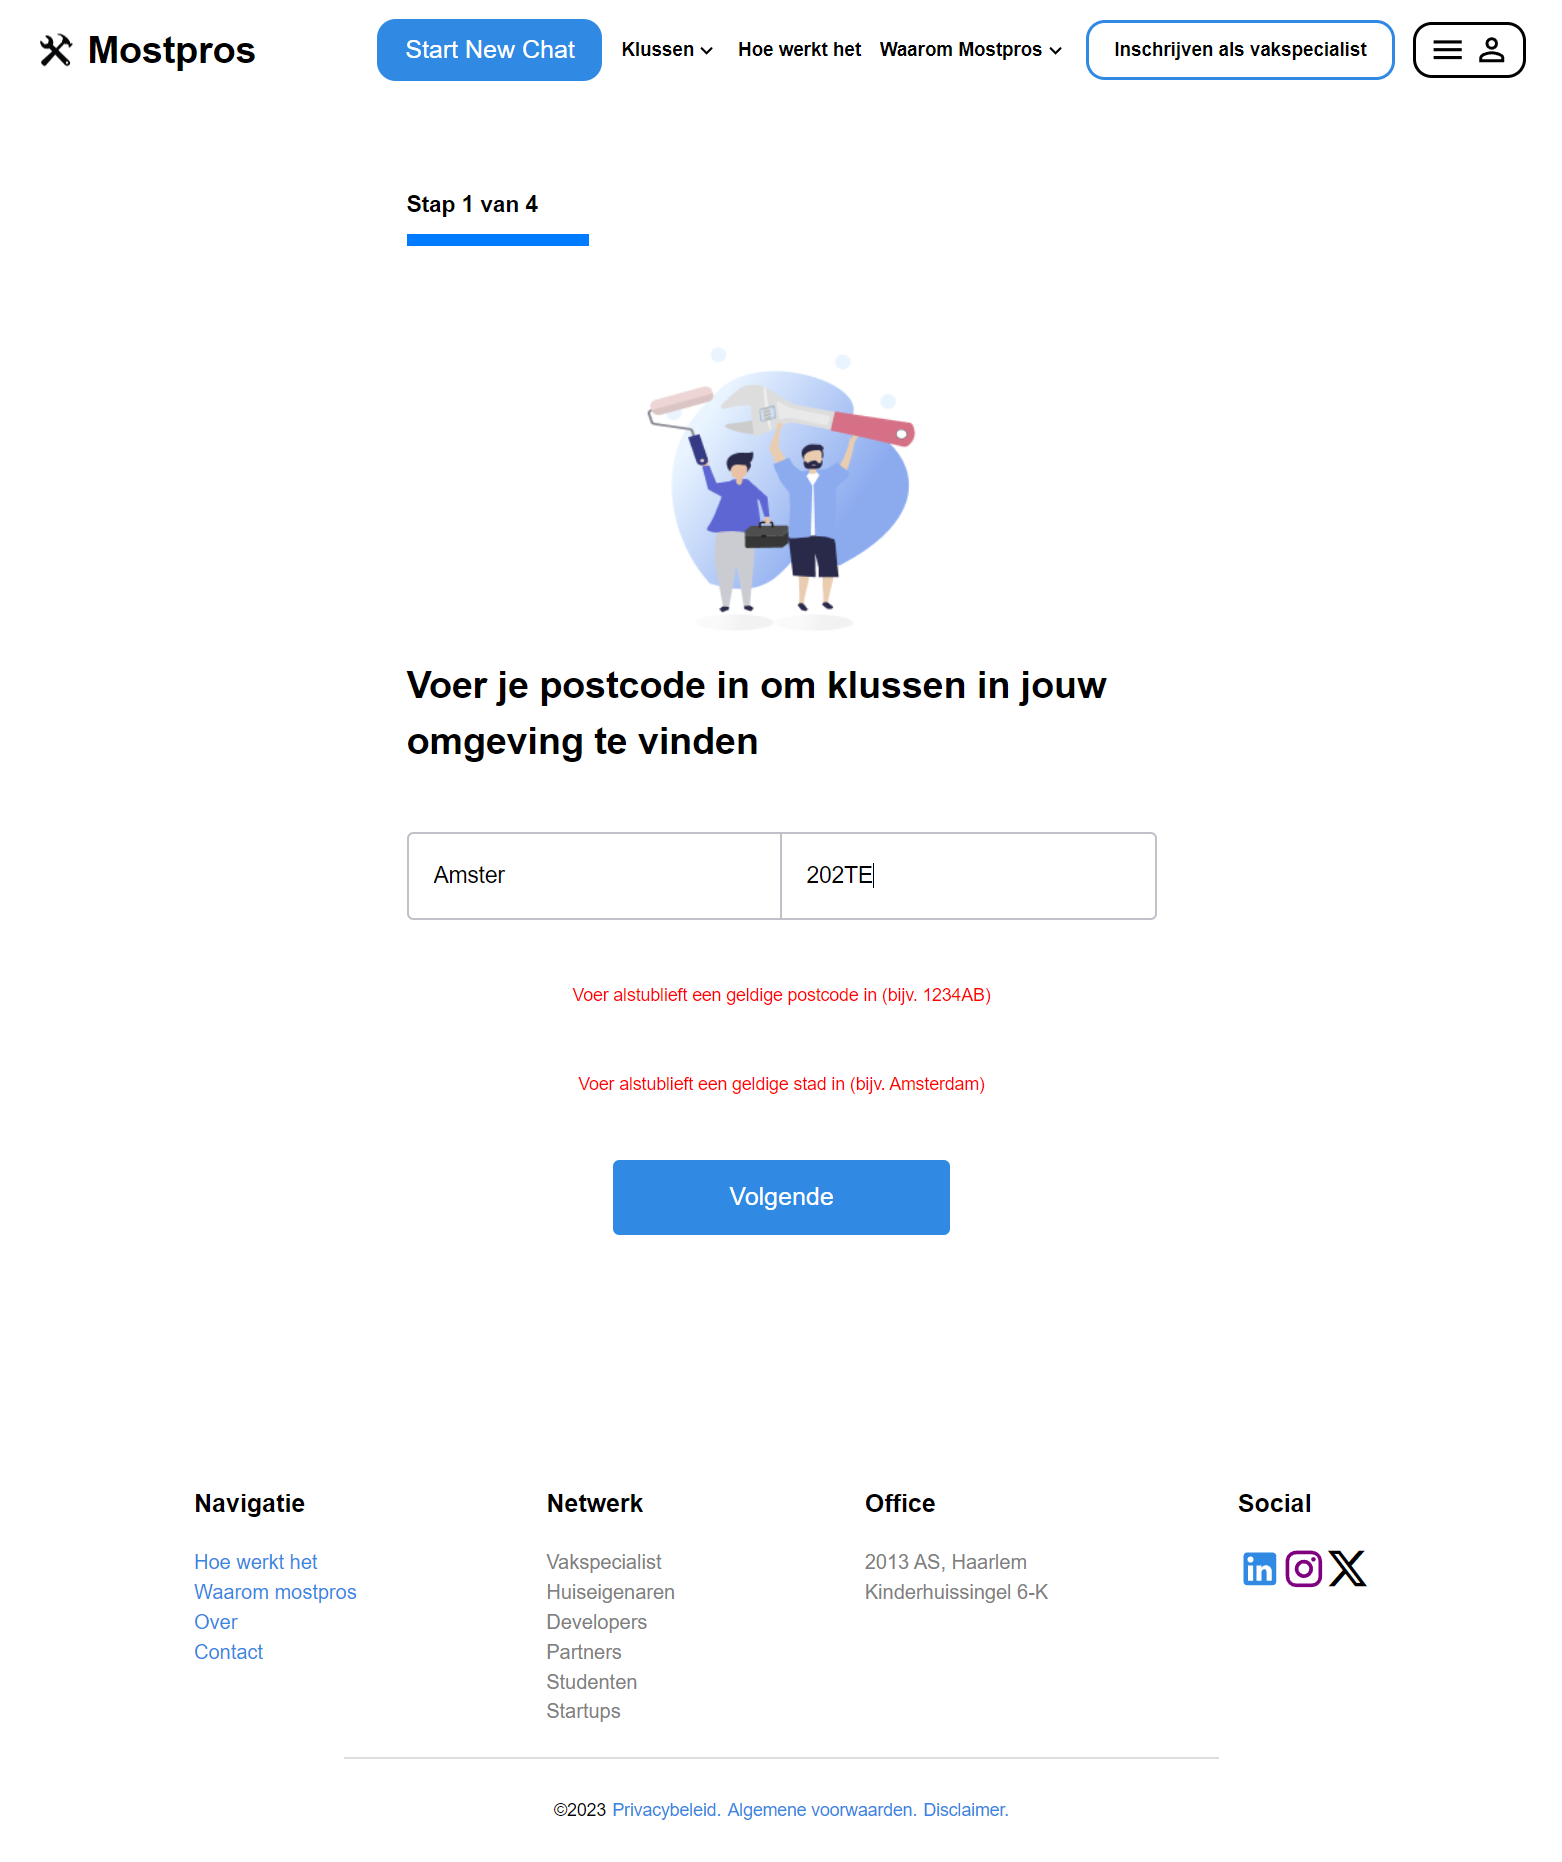 Mostpros
Start New Chat
Klussen
Hoe werkt het
Waarom Mostpros
Inschrijven als vakspecialist
Stap 1 van 4
Voer je postcode in om klussen in jouw
omgeving te vinden
Amster
202TE
Voer alstublieft een geldige postcode in (bijv. 1234AB)
Voer alstublieft een geldige stad in (bijv. Amsterdam)
Volgende
Navigatie
Hoe werkt het
Waarom mostpros
Over
Contact
Netwerk
Vakspecialist
Huiseigenaren
Developers
Partners
Studenten
Startups
Office
2013 AS, Haarlem
Kinderhuissingel 6-K
Social
©2023 Privacybeleid. Algemene voorwaarden. Disclaimer.